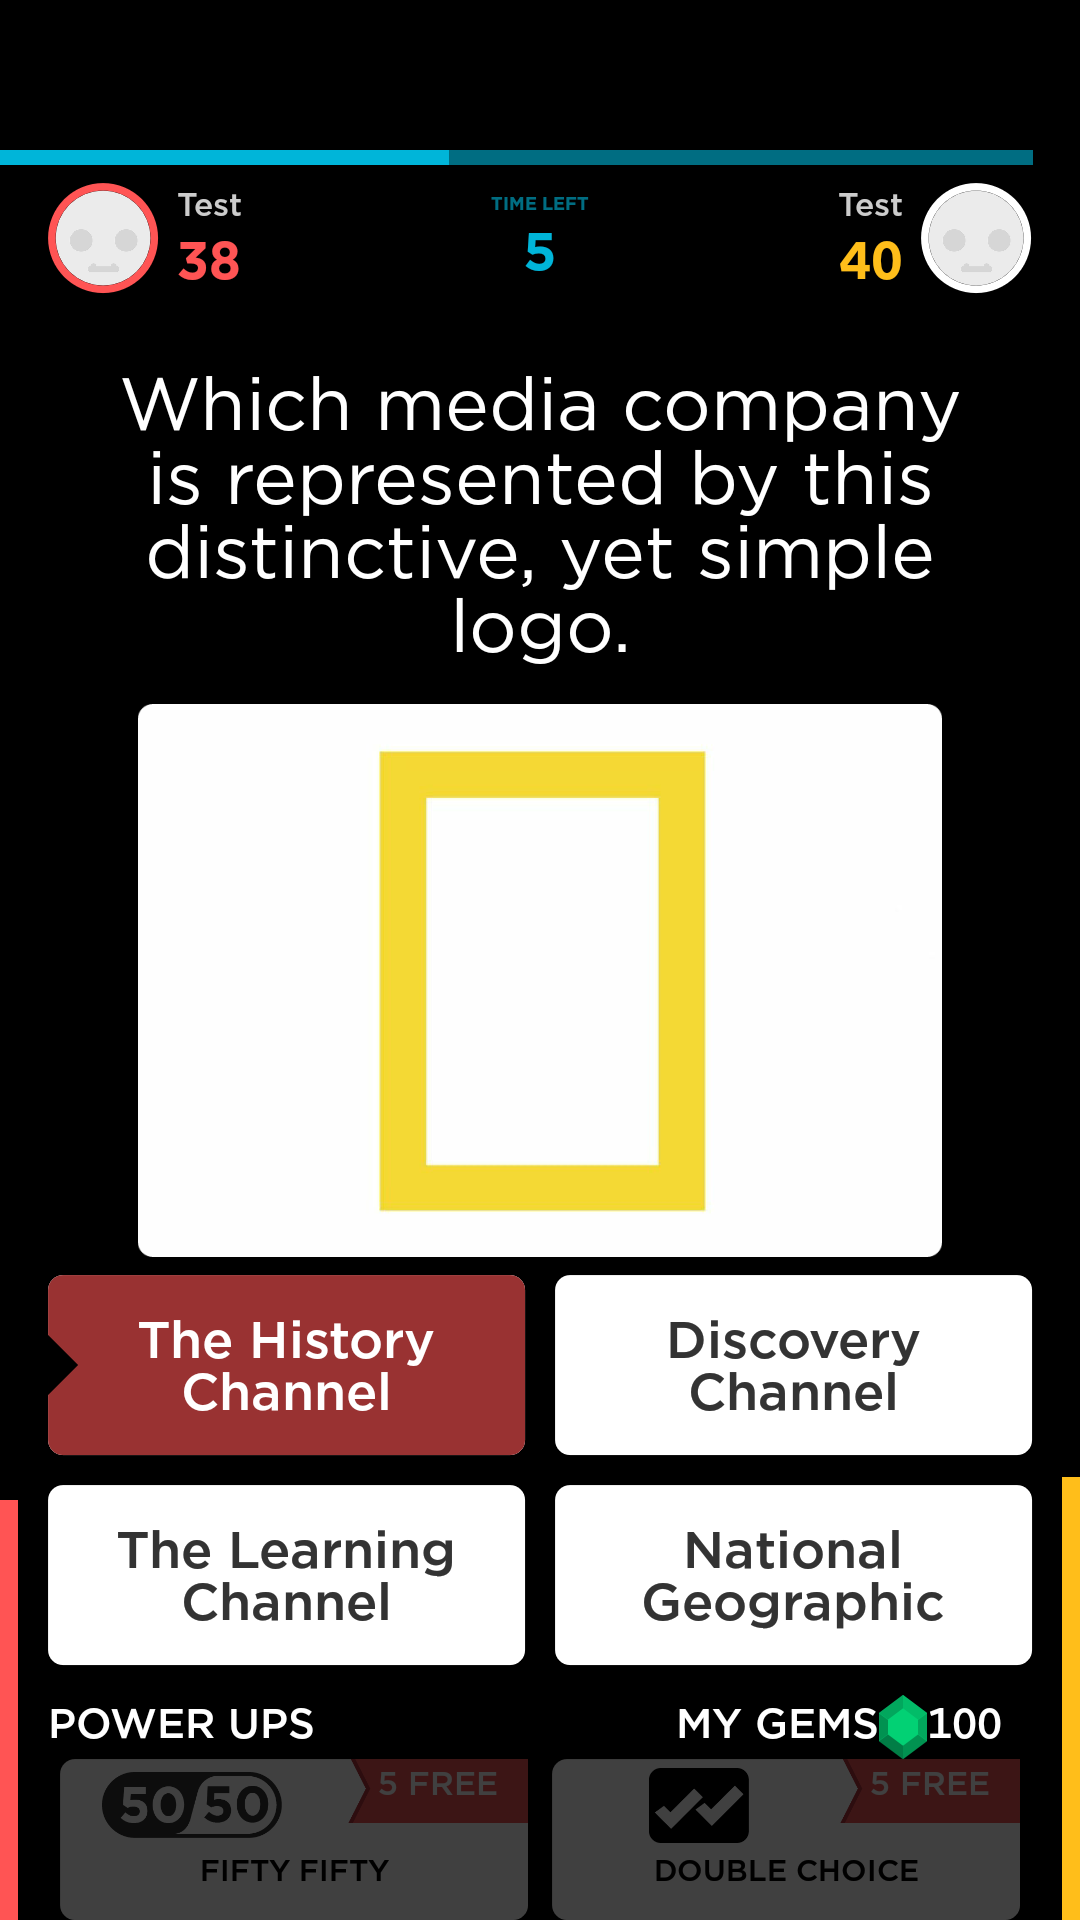 Test
38
TIME LEFT
5
Test
40
Which media company
is represented by this
distinctive, yet simple
logo.
The History
Channel
Discovery
Channel
The Learning
Channel
National
Geographic
POWER UPS
MY GEMS 100
50/50
5 FREE
FIFTY FIFTY
5 FREE
DOUBLE CHOICE